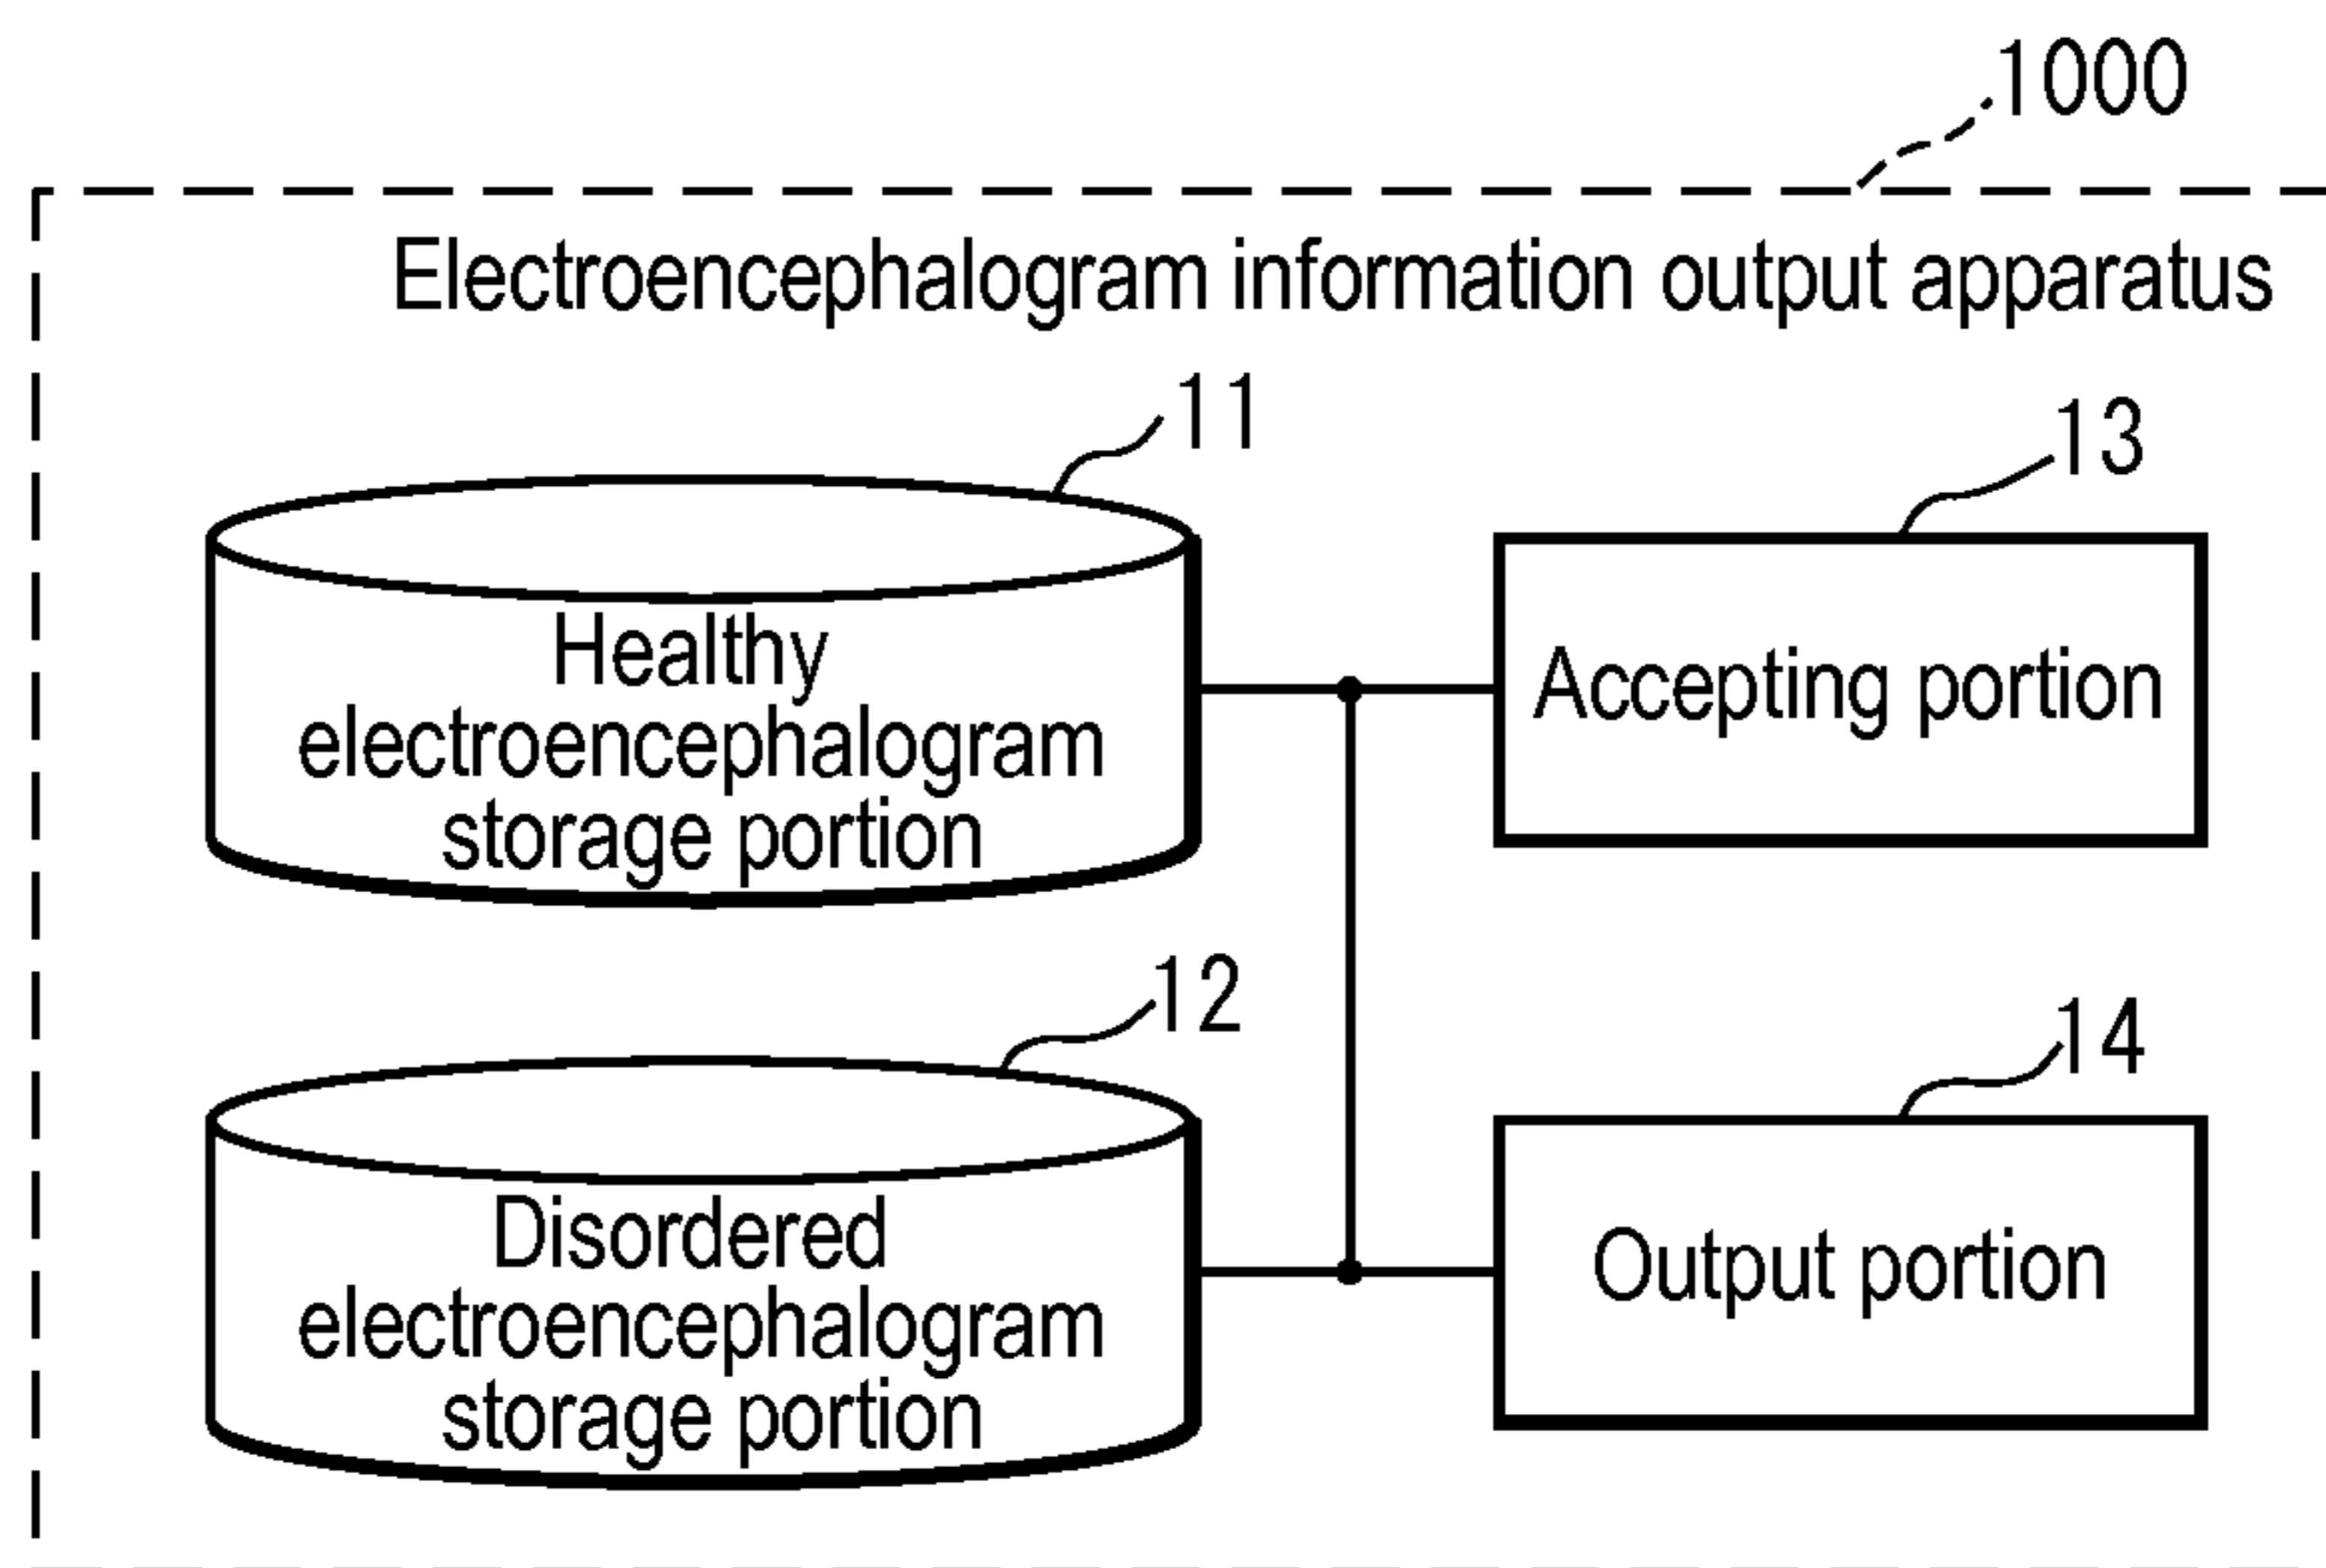 1000
Electroencephalogram information output apparatus
11
Healthy
electroencephalogram
storage portion
13
Accepting portion
12
Disordered
electroencephalogram
storage portion
14
Output portion